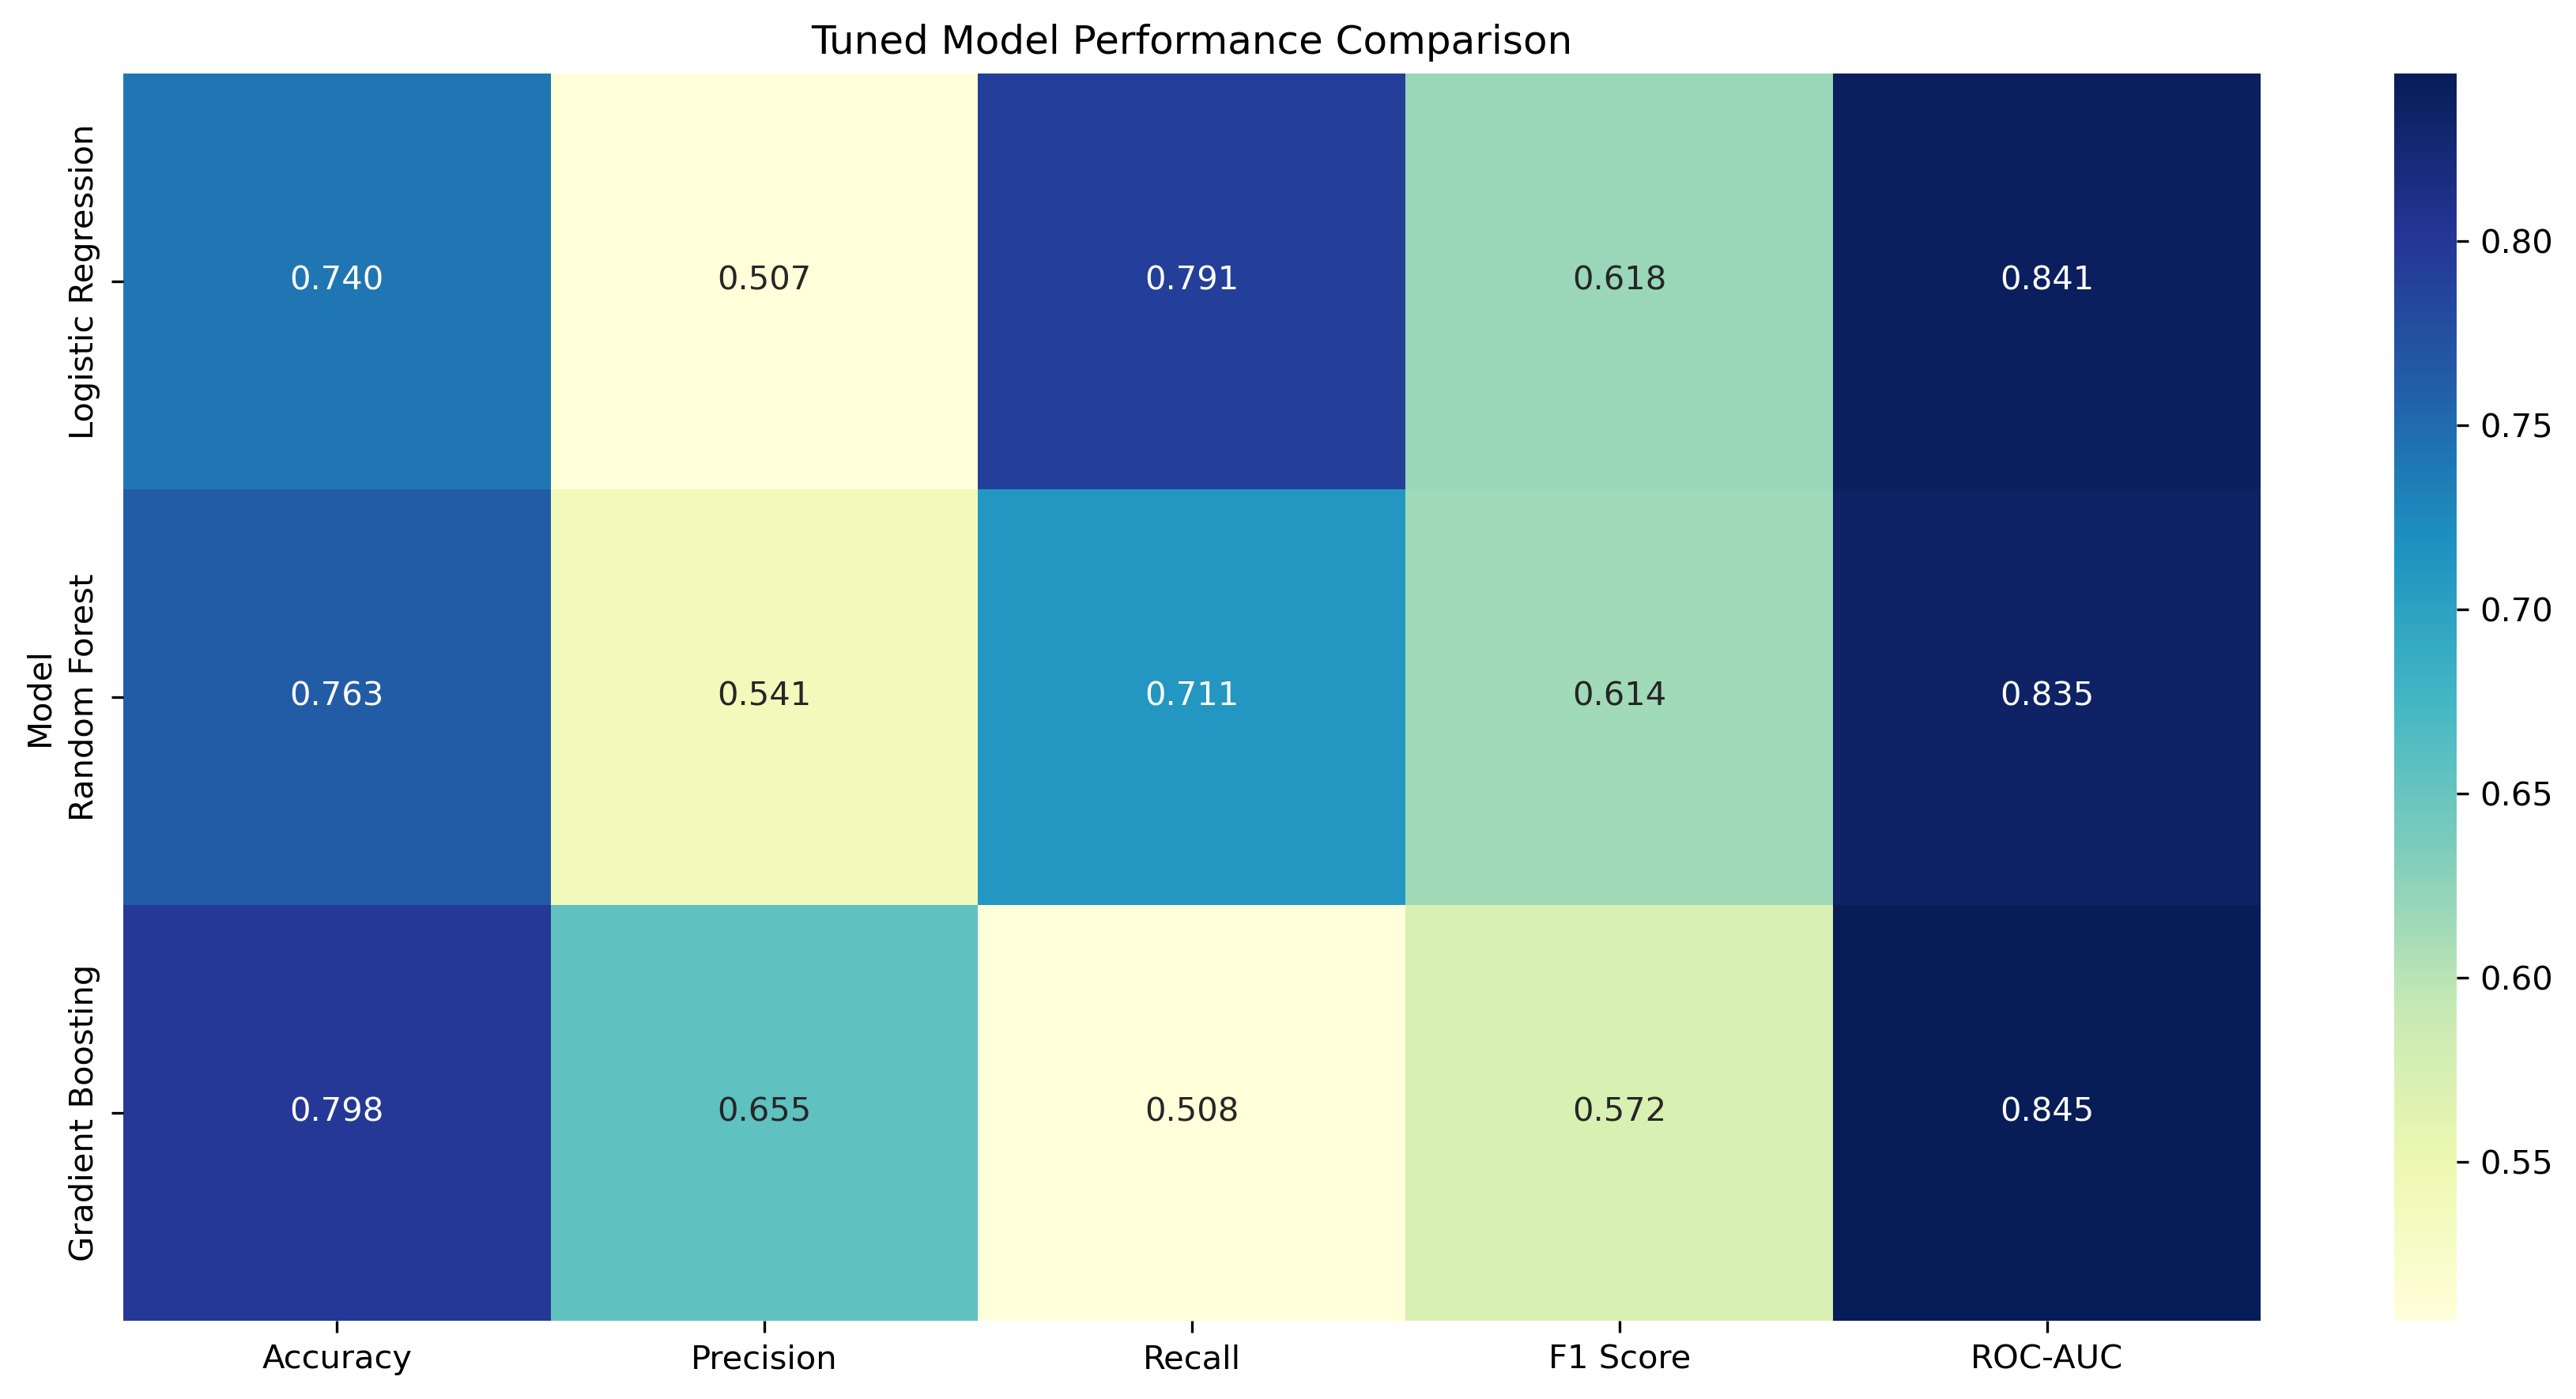 Tuned Model Performance Comparison
Model
Logistic Regression
0.740 0.507 0.791 0.618 0.841
Random Forest
0.763 0.541 0.711 0.614 0.835
Gradient Boosting
0.798 0.655 0.508 0.572 0.845
Accuracy Precision Recall F1 Score ROC-AUC
0.80
0.75
0.70
0.65
0.60
0.55